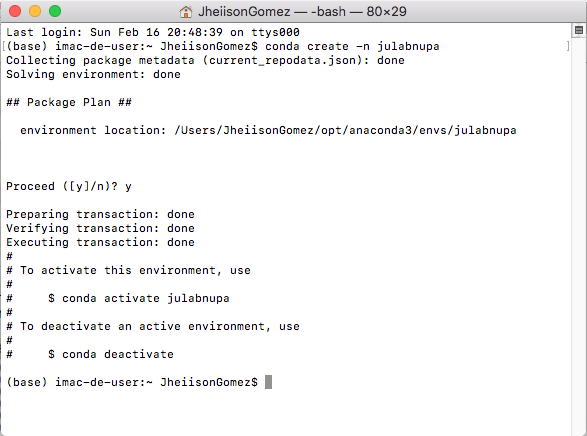 JheiisonGomez — -bash — 80×29
Last login: Sun Feb 16 20:48:39 on ttys000
[(base) imac-de-user:~ JheiisonGomez$ conda create -n julabnupa ]
Collecting package metadata (current_repodata.json): done
Solving environment: done
## Package Plan ##
environment location: /Users/JheiisonGomez/opt/anaconda3/envs/julabnupa
Proceed ([y]/n)? y
Preparing transaction: done
Verifying transaction: done
Executing transaction: done
#
# To activate this environment, use
#
# $ conda activate julabnupa
#
# To deactivate an active environment, use
#
# $ conda deactivate
(base) imac-de-user:~ JheiisonGomez$